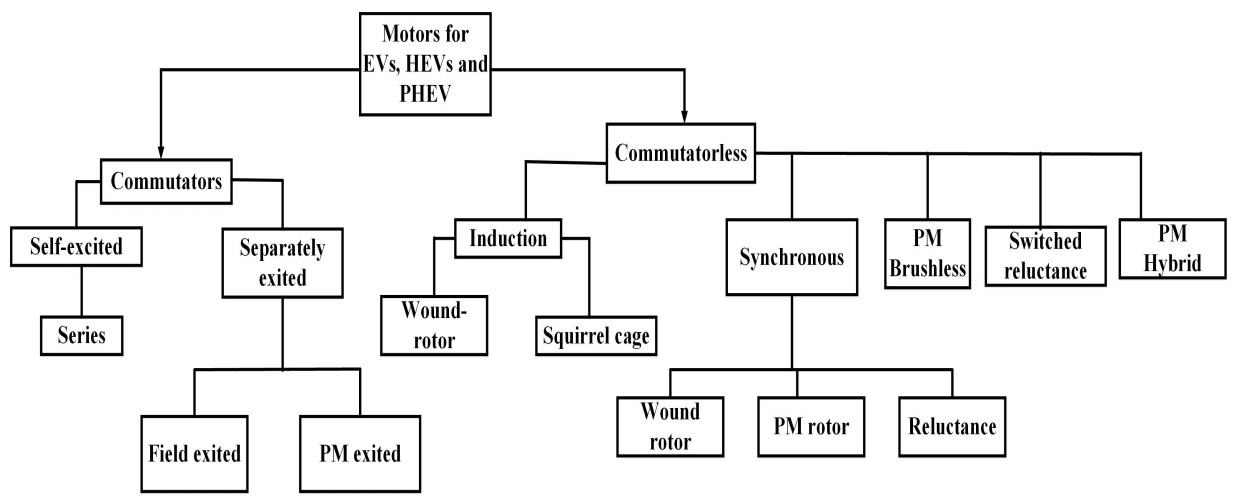 Motors for
EVs, HEVs and
PHEV
Commutatorless
Commutators
Self-excited
Separately
exited
Induction
Synchronous
PM
Brushless
Switched
reluctance
PM
Hybrid
Series
Wound-
rotor
Squirrel cage
Field exited
PM exited
Wound
rotor
PM rotor
Reluctance